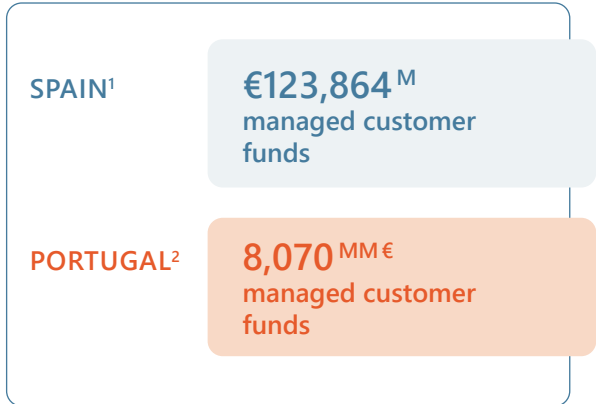 SPAIN¹
€123,864 M
managed customer
funds
PORTUGAL²
8,070 MM €
managed customer
funds